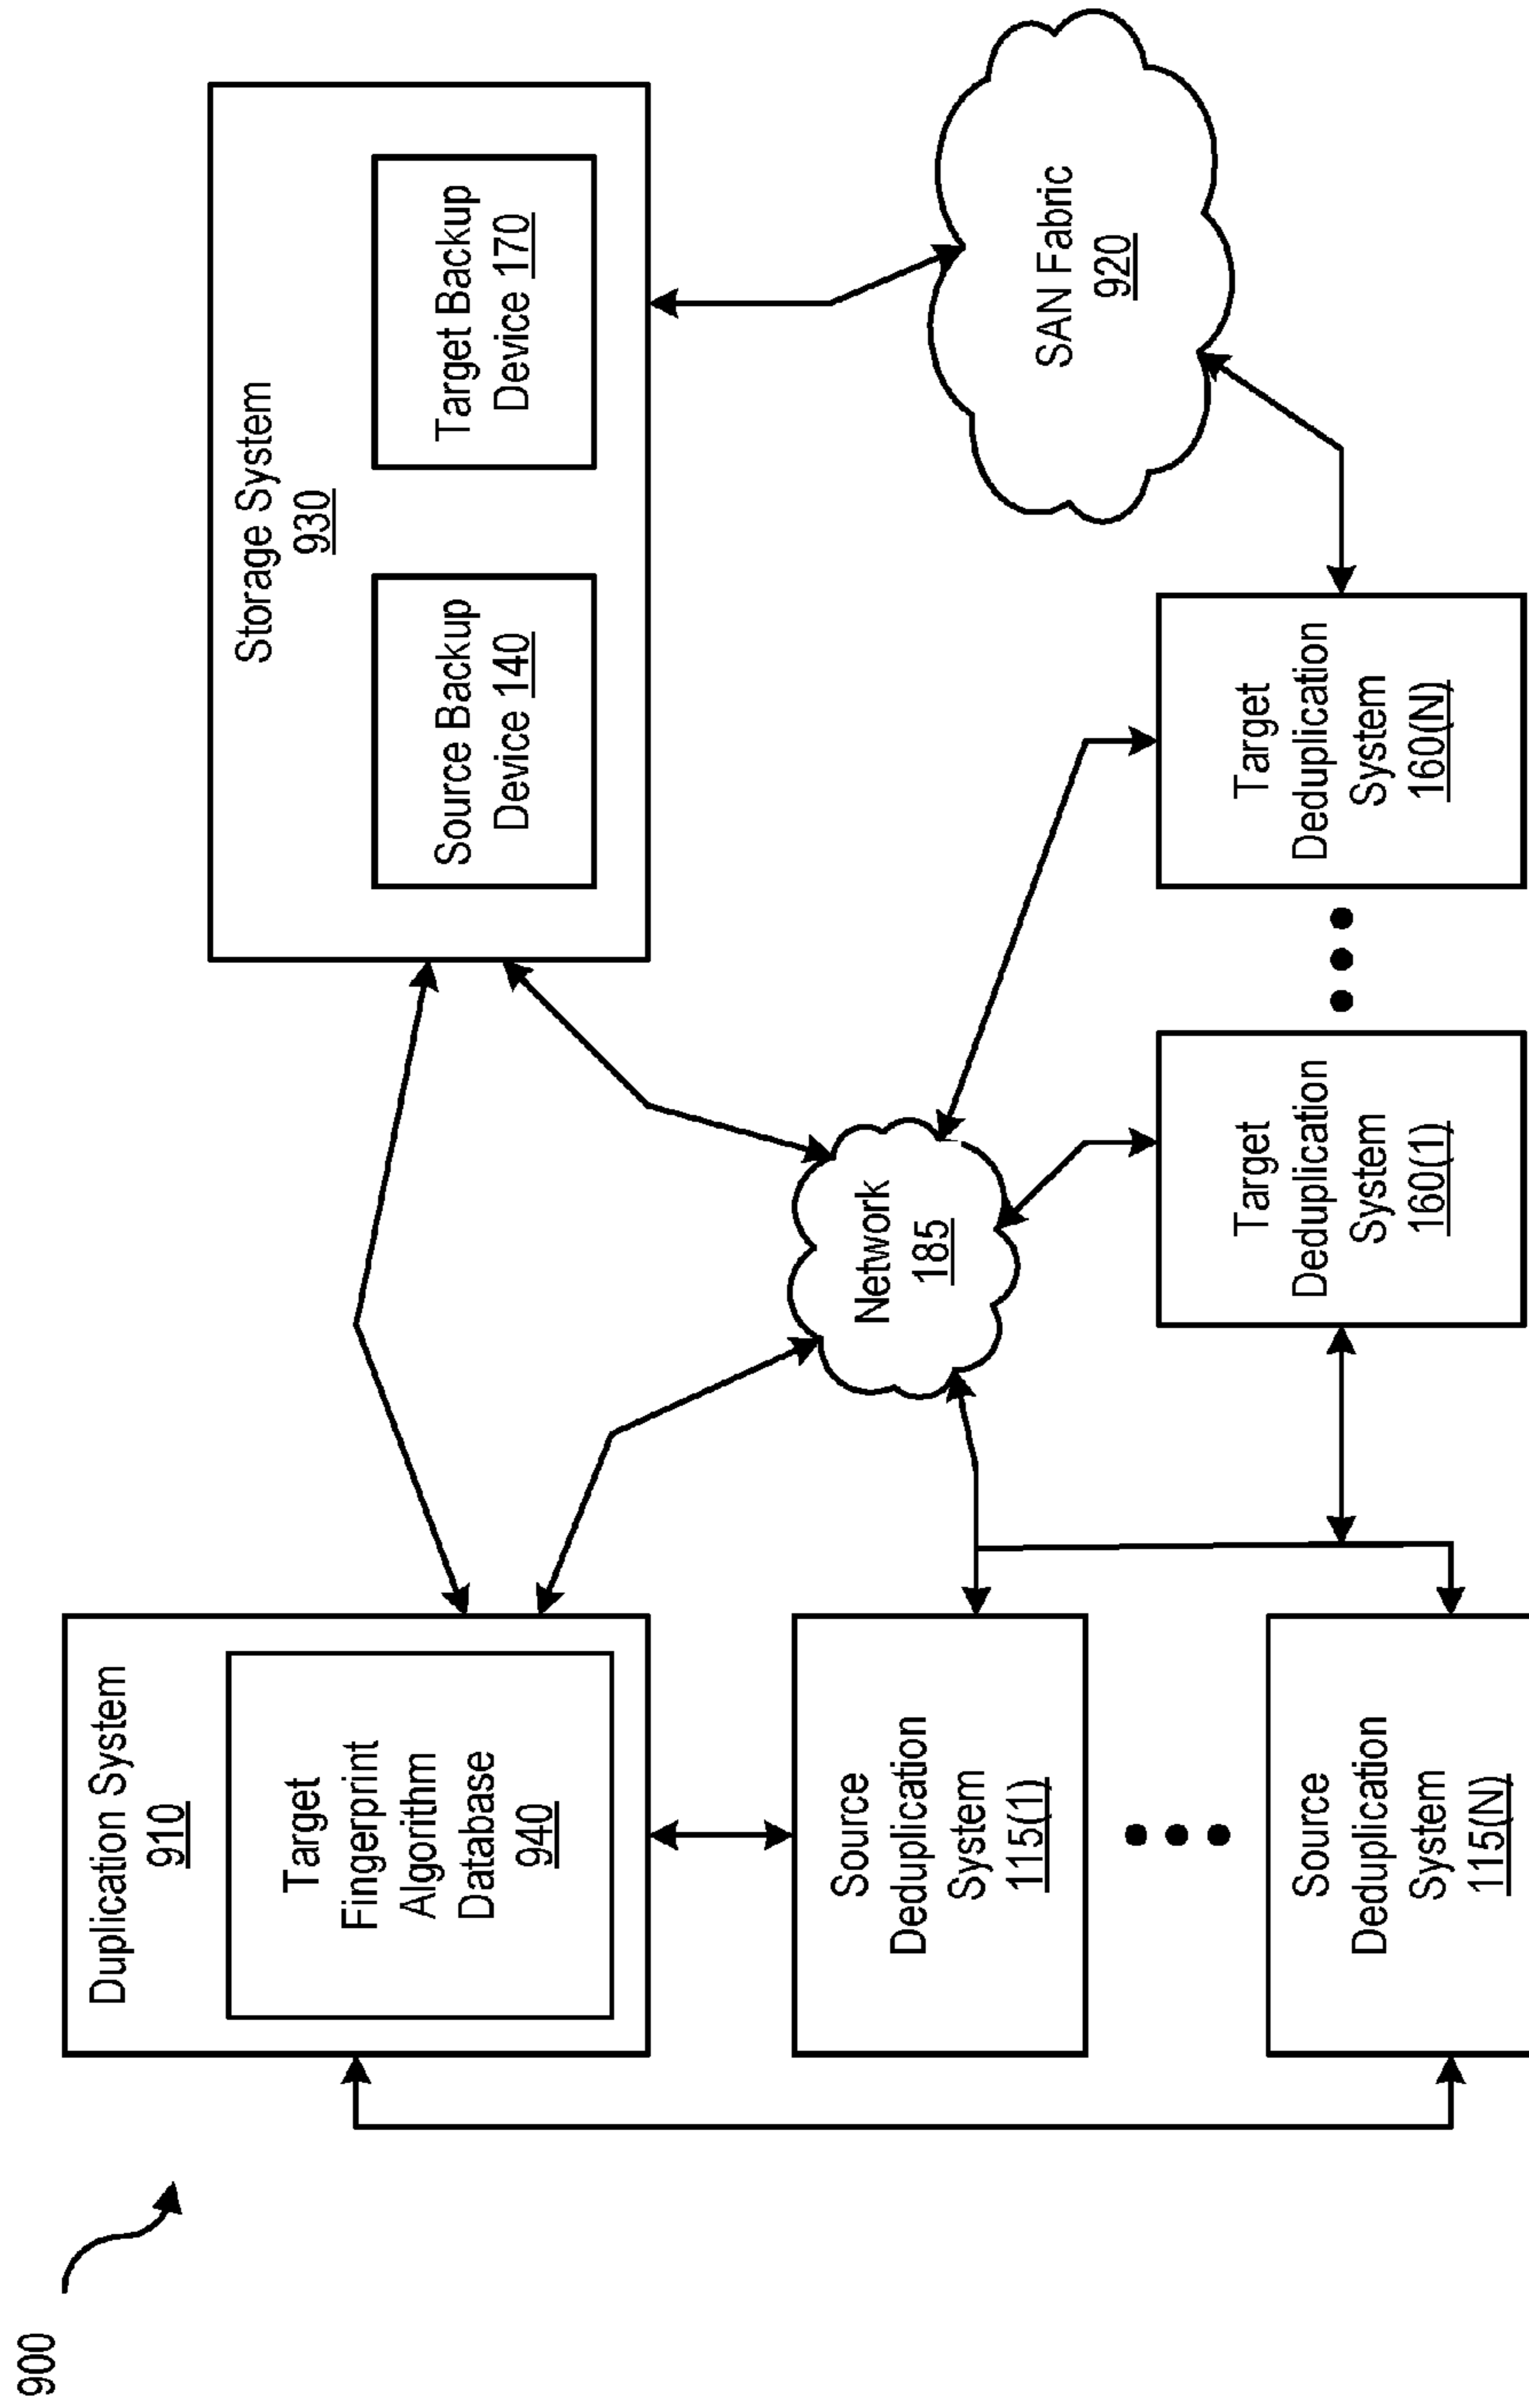 900
Duplication System
910
Target
Fingerprint
Algorithm
Database
940
Storage System
930
Source Backup
Device 140
Target Backup
Device 170
Network
185
SAN Fabric
920
Source
Deduplication
System
115(1)
Source
Deduplication
System
115(N)
Target
Deduplication
System
160(1)
Target
Deduplication
System
160(N)